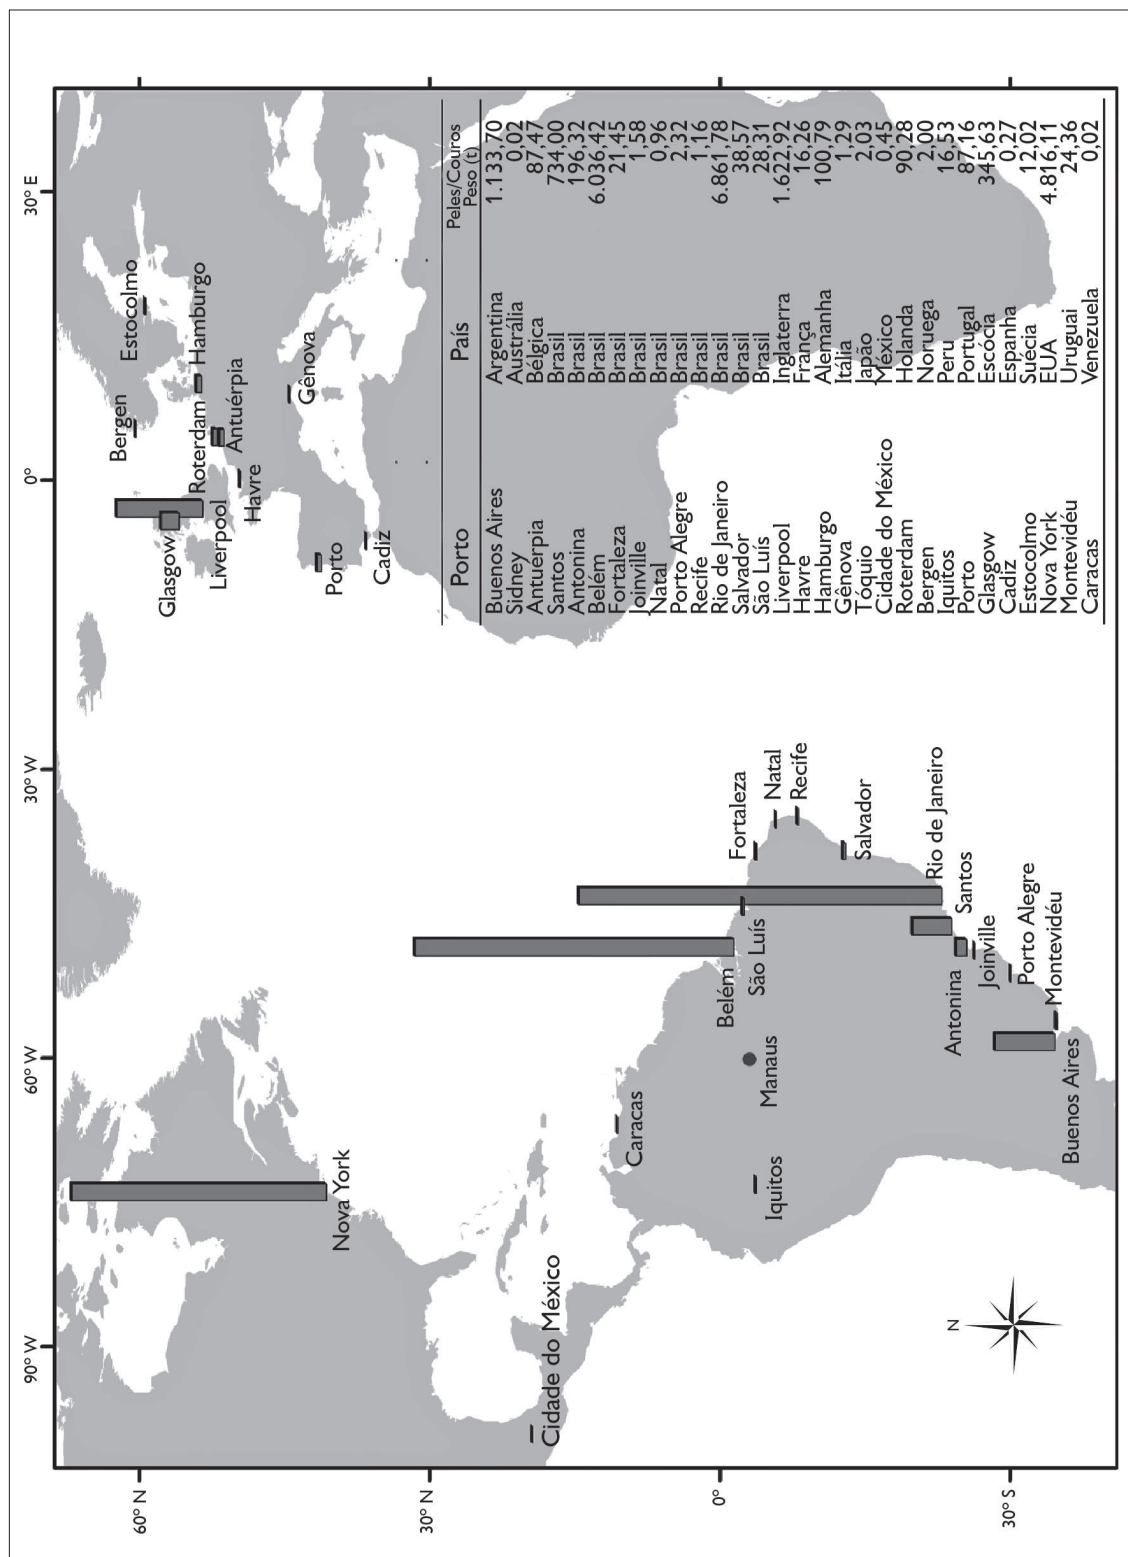 90° W
60° W
30° W
0°
30° E
60° N
30° N
0°
30° S
Bergen
Estocolmo
Glasgow
Liverpool
Roterdam
Hamburgo
Antuérpia
Havre
Gênova
Porto
Cadiz
Nova York
Cidade do México
Caracas
Belém
São Luís
Fortaleza
Natal
Recife
Manaus
Iquitos
Salvador
Rio de Janeiro
Santos
Antonina
Joinville
Porto Alegre
Montevidéu
Buenos Aires
N
Porto País Peles/Couros
Peso (t)
Buenos Aires Argentina 1.133,70
Sidney Austrália 0,02
Antuerpia Bélgica 87,47
Santos Brasil 734,00
Antonina Brasil 196,32
Belém Brasil 6.036,42
Fortaleza Brasil 21,45
Joinville Brasil 1,58
Natal Brasil 0,96
Porto Alegre Brasil 2,32
Recife Brasil 1,16
Rio de Janeiro Brasil 6.861,78
Salvador Brasil 38,57
São Luís Brasil 28,31
Liverpool Inglaterra 1.622,92
Havre França 16,26
Hamburgo Alemanha 100,79
Gênova Itália 1,29
Tóquio Japão 2,03
Cidade do México México 0,45
Roterdam Holanda 90,28
Bergen Noruega 2,00
Iquitos Peru 16,53
Porto Portugal 87,16
Glasgow Escócia 345,63
Cadiz Espanha 0,27
Estocolmo Suécia 12,02
Nova York EUA 4.816,11
Montevidéu Uruguai 24,36
Caracas Venezuela 0,02